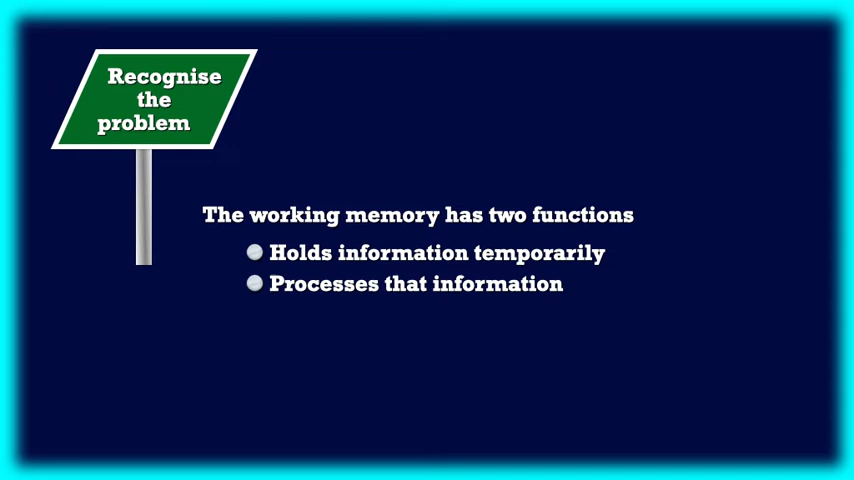 Recognise
the
problem
The working memory has two functions
Holds information temporarily
Processes that information